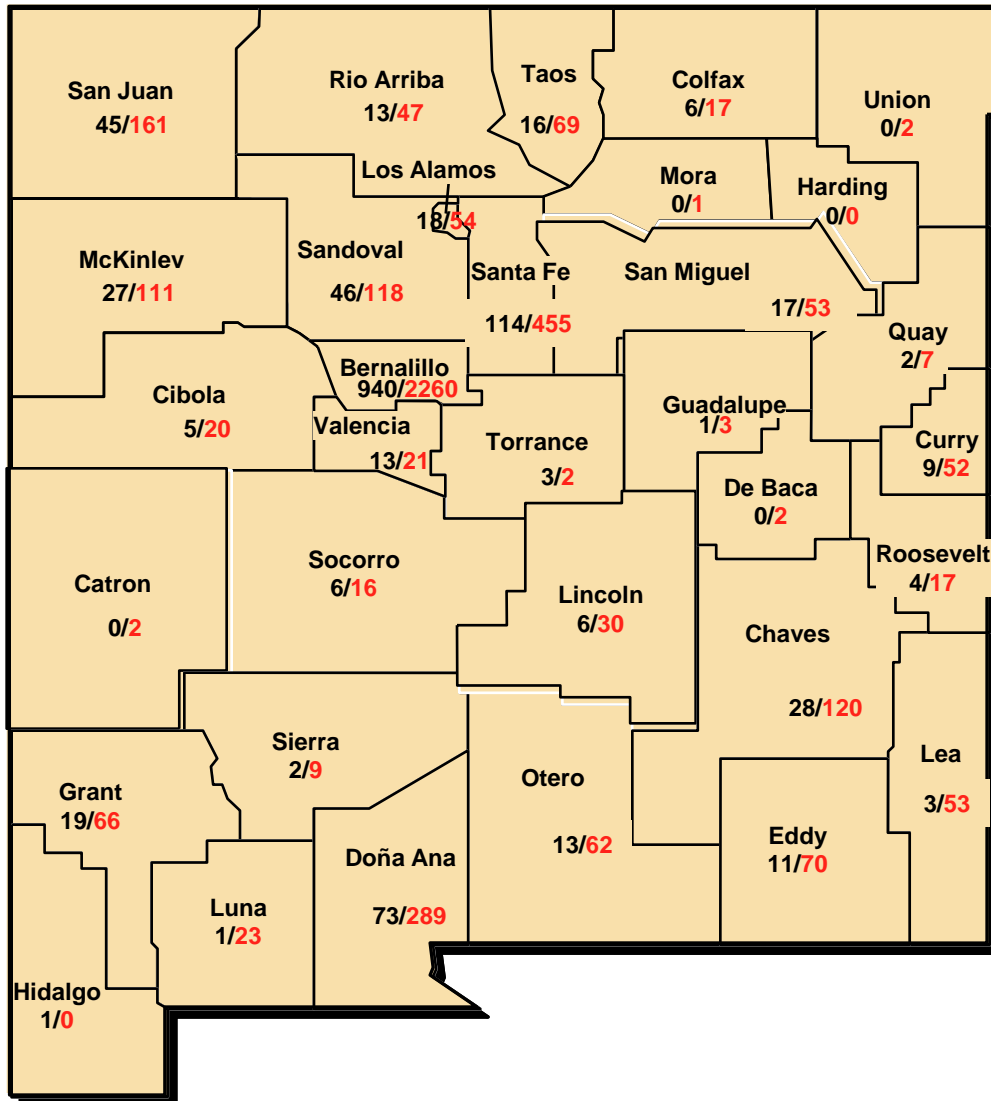 San Juan
45/161
Rio Arriba
13/47
Taos
16/69
Colfax
6/17
Union
0/2
Los Alamos
18/54
Mora
0/1
Harding
0/0
McKinlev
27/111
Sandoval
46/118
Santa Fe
114/455
San Miguel
17/53
Quay
2/7
Bernalillo
940/2260
Cibola
5/20
Valencia
13/21
Torrance
3/2
Guadalupe
1/3
Curry
9/52
De Baca
0/2
Roosevelt
4/17
Catron
0/2
Socorro
6/16
Lincoln
6/30
Chaves
28/120
Sierra
2/9
Otero
13/62
Lea
3/53
Grant
19/66
Doña Ana
73/289
Eddy
11/70
Luna
1/23
Hidalgo
1/0